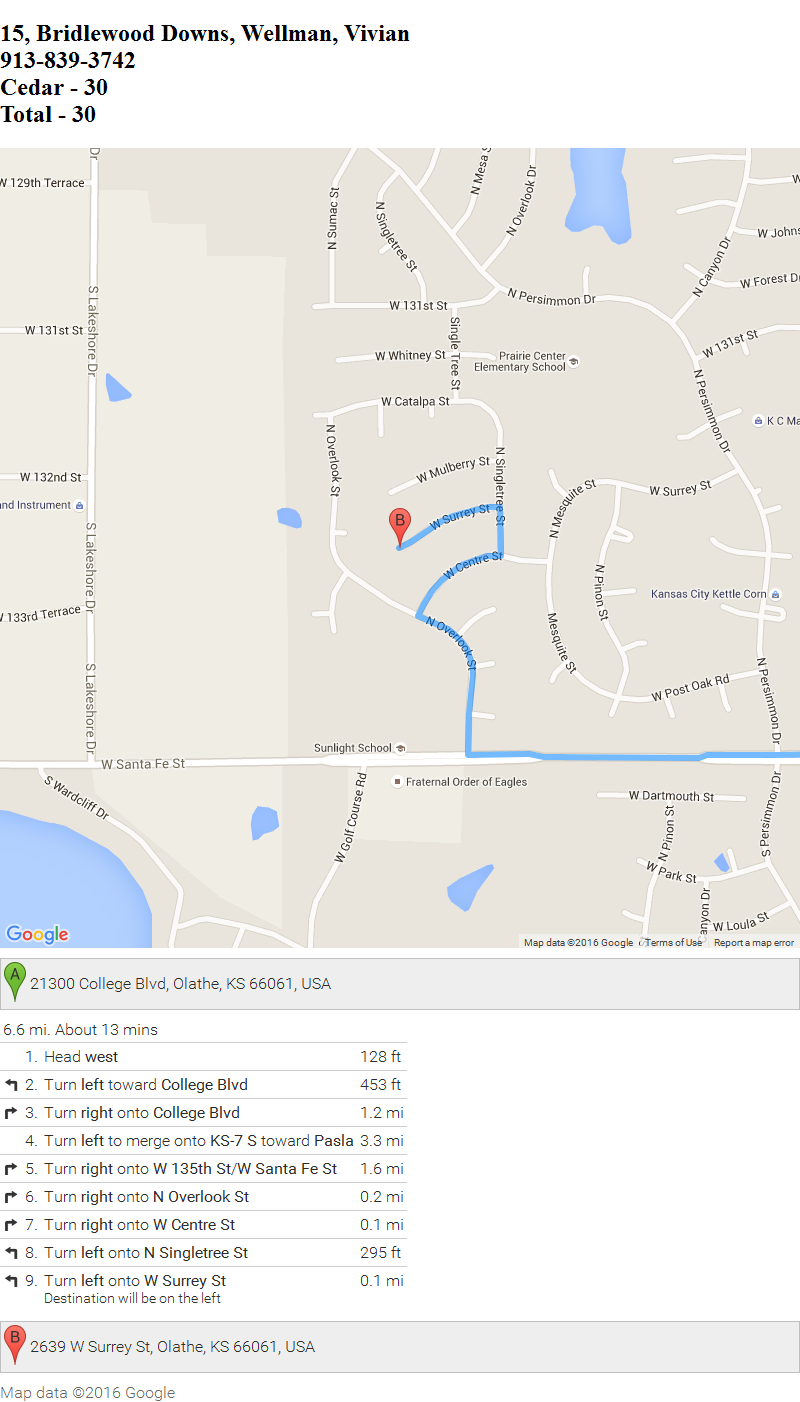 15, Bridlewood Downs, Wellman, Vivian
913-839-3742
Cedar - 30
Total - 30
Dr
W 129th Terrace
N Sumac St
N Singletree St
N Mesa S
N Overlook Dr
W Johns
N Canyon Dr
W Forest D
S Lakeshore Dr
W 131st St
W 131st St
N Persimmon Dr
W 131st St
Single Tree St
W Whitney St
Prairie Center
Elementary School
N Persimmon Dr
W Catalpa St
K C Ma
N Overlook St
N Singletree St
W Mulberry St
W 132nd St
nd Instrument
B
W Surrey St
N Mesquite St
W Surrey St
S Lakeshore Dr
W Centre St
N Pinon St
Kansas City Kettle Corn
133rd Terrace
N Overlook St
Mesquite St
S Lakeshore Dr
W Post Oak Rd
N Persimmon Dr
Sunlight School
W Santa Fe St
Fraternal Order of Eagles
S Wardcliff Dr
W Golf Course Rd
W Dartmouth St
N Pinon St
S Persimmon Dr
W Park St
anyon Dr
W Loula St
Google
Map data ©2016 Google Terms of Use Report a map error
A 21300 College Blvd, Olathe, KS 66061, USA
6.6 mi. About 13 mins
1. Head west 128 ft
2. Turn left toward College Blvd 453 ft
3. Turn right onto College Blvd 1.2 mi
4. Turn left to merge onto KS-7 S toward Pasla 3.3 mi
5. Turn right onto W 135th St/W Santa Fe St 1.6 mi
6. Turn right onto N Overlook St 0.2 mi
7. Turn right onto W Centre St 0.1 mi
8. Turn left onto N Singletree St 295 ft
9. Turn left onto W Surrey St 0.1 mi
Destination will be on the left
B 2639 W Surrey St, Olathe, KS 66061, USA
Map data ©2016 Google